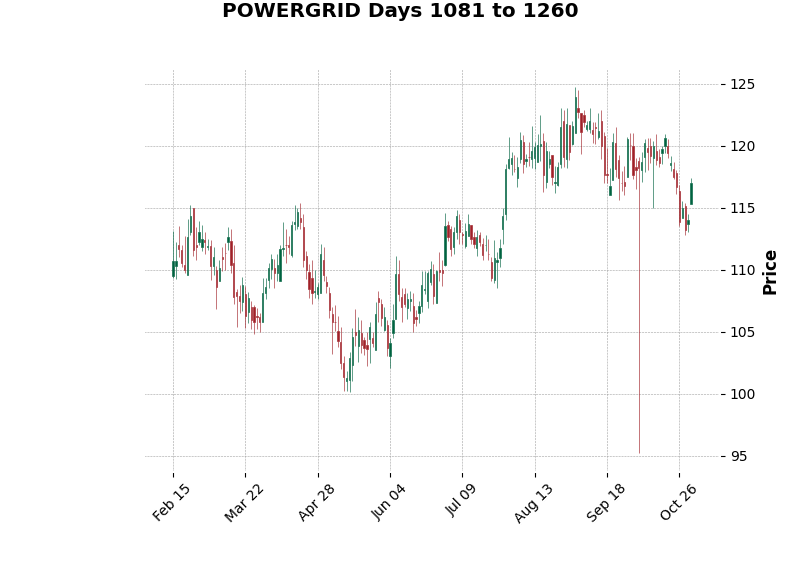 POWERGRID Days 1081 to 1260
125
120
115
110
105
100
95
Price
Feb 15
Mar 22
Apr 28
Jun 04
Jul 09
Aug 13
Sep 18
Oct 26